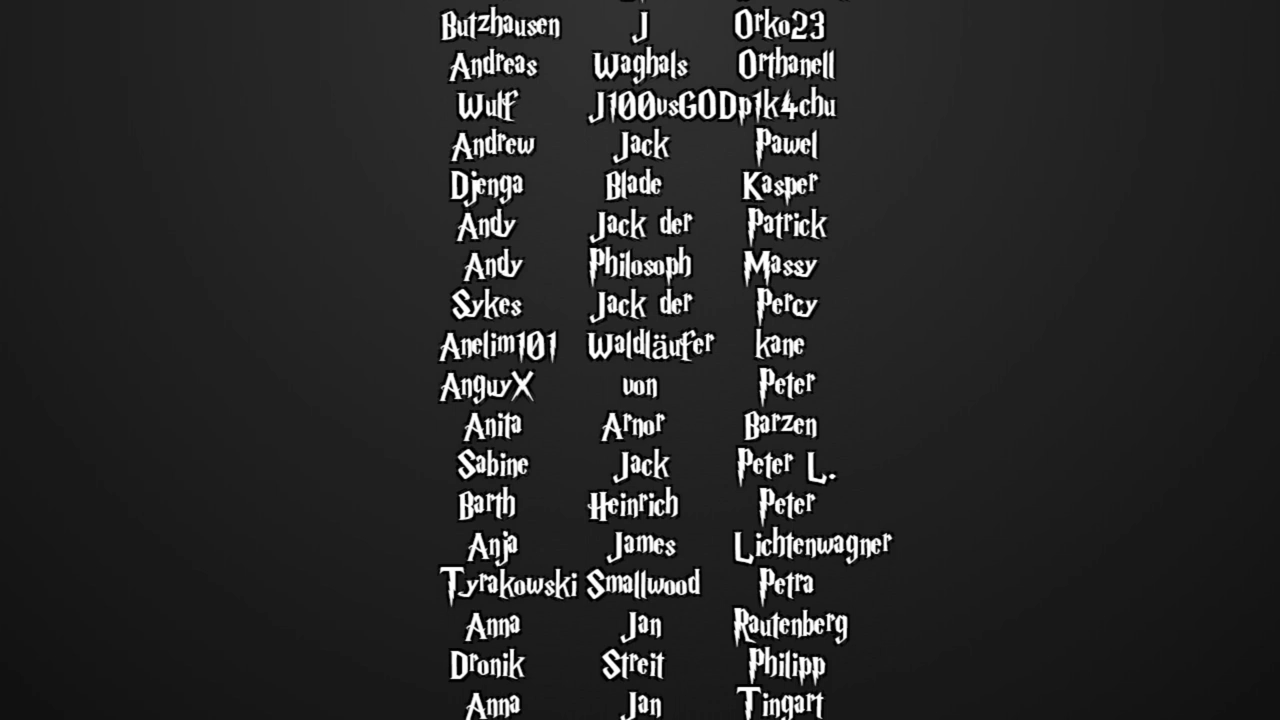 Butzhausen J Orko23
Andreas Waghals Orthanell
Wulf J100vsGODp1k4chu
Andrew Jack Pawel
Djenga Blade Kasper
Andy Jack der Patrick
Andy Philosoph Massy
Sykes Jack der Percy
Anelim101 Waldläufer kane
AnguyX von Peter
Anita Arnor Barzen
Sabine Jack Peter L.
Barth Heinrich Peter
Anja James Lichtenwagner
Tyrakowski Smallwood Petra
Anna Jan Rautenberg
Dronik Streit Philipp
Anna Jan Tingart